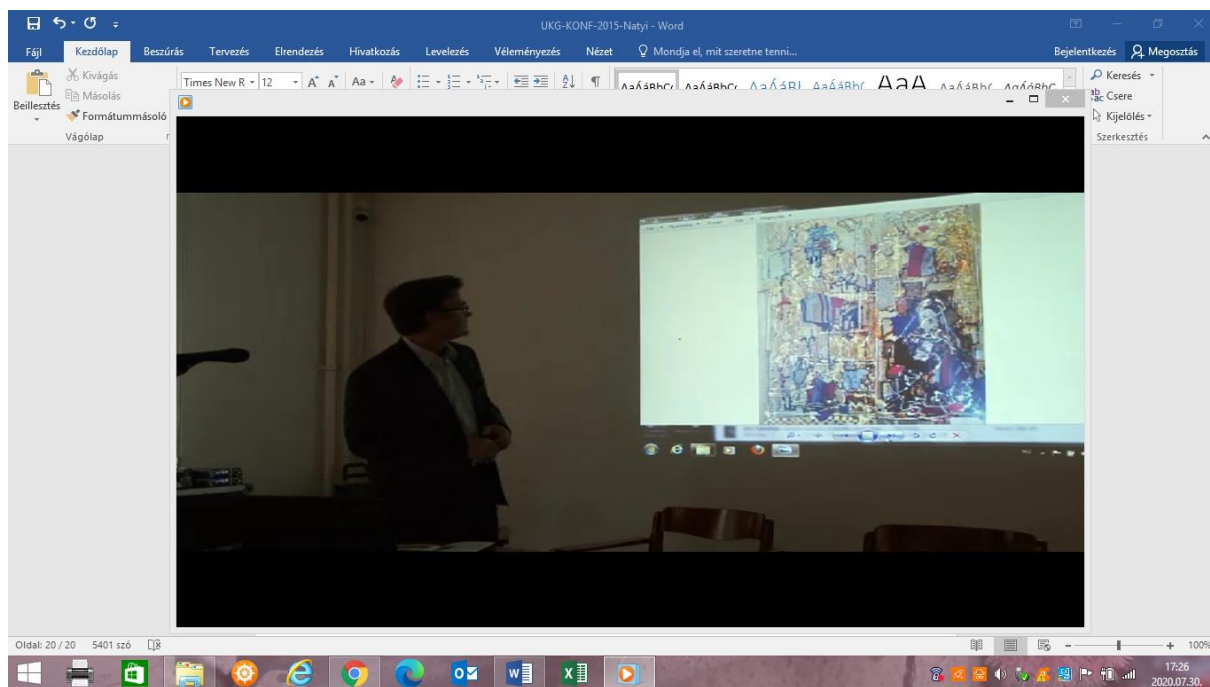 UKG-KONF-2015-Natyi - Word
Fájl Kezdőlap Beszúrás Tervezés Elrendezés Hivatkozás Levelezés Véleményezés Nézet Mondja el, mit szeretne tenni... Bejelentkezés Megosztás
Beillesztés
Kivágás
Másolás
Formátummásoló
Vágólap
Times New R 12
Keresés
Csere
Kijelölés
Szerkesztés
Oldal: 20 / 20 5401 szó 100%
17:26
2020.07.30.